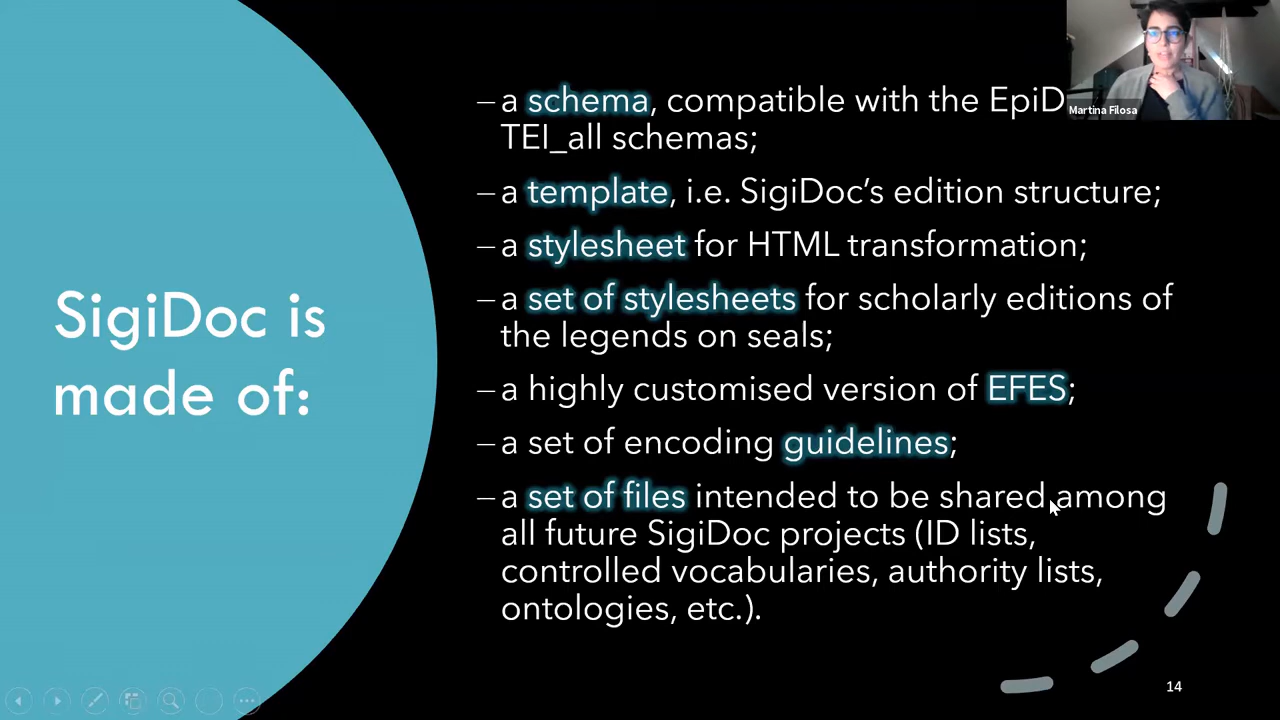 SigiDoc is
made of:
– a schema, compatible with the EpiD
TEI_all schemas;
– a template, i.e. SigiDoc’s edition structure;
– a stylesheet for HTML transformation;
– a set of stylesheets for scholarly editions of
the legends on seals;
– a highly customised version of EFES;
– a set of encoding guidelines;
– a set of files intended to be shared among
all future SigiDoc projects (ID lists,
controlled vocabularies, authority lists,
ontologies, etc.).
Martina Filosa
14